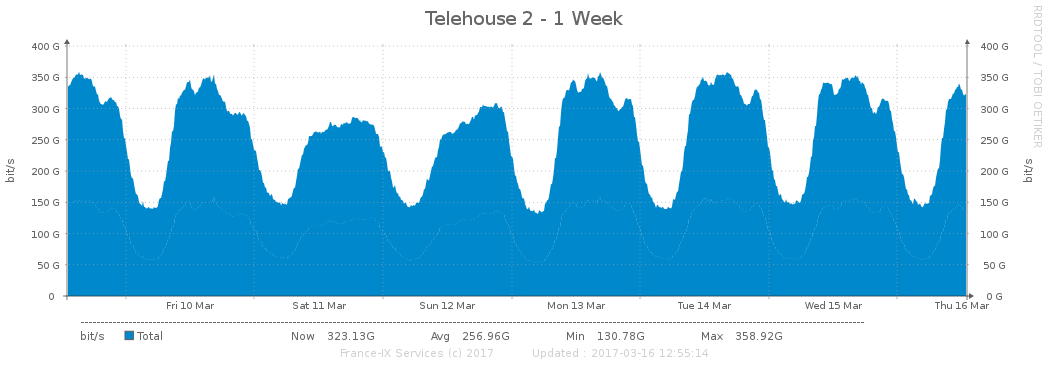 Telehouse 2 - 1 Week
RRDTOOL / TOBI OETIKER
400 G 400 G
350 G 350 G
300 G 300 G
250 G 250 G
200 G 200 G
150 G 150 G
100 G 100 G
50 G 50 G
0 0 G
bit/s bit/s
Fri 10 Mar Sat 11 Mar Sun 12 Mar Mon 13 Mar Tue 14 Mar Wed 15 Mar Thu 16 Mar
bit/s Total Now 323.13G Avg 256.96G Min 130.78G Max 358.92G
France-IX Services (c) 2017 Updated : 2017-03-16 12:55:14